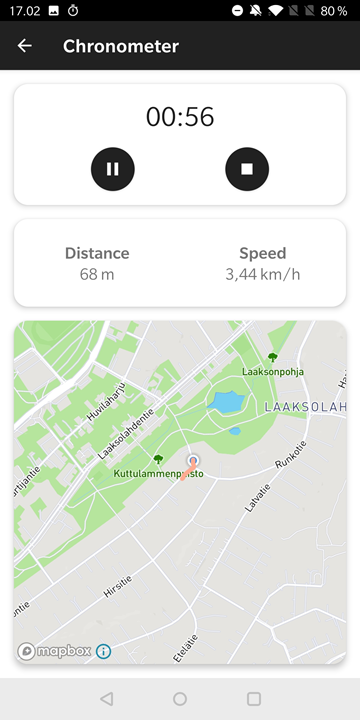 17.02
80 %
Chronometer
00:56
Distance
Speed
68 m
3,44 km/h
Laaksonpohja
Huvilaharju
LAAKSOLAH
Laaksolahdentie
Runkotie
Kuttulammenpuisto
Latvatie
Hirsitie
Etelätie
mapbox